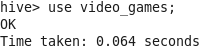 hive> use video_games;
OK
Time taken: 0.064 seconds